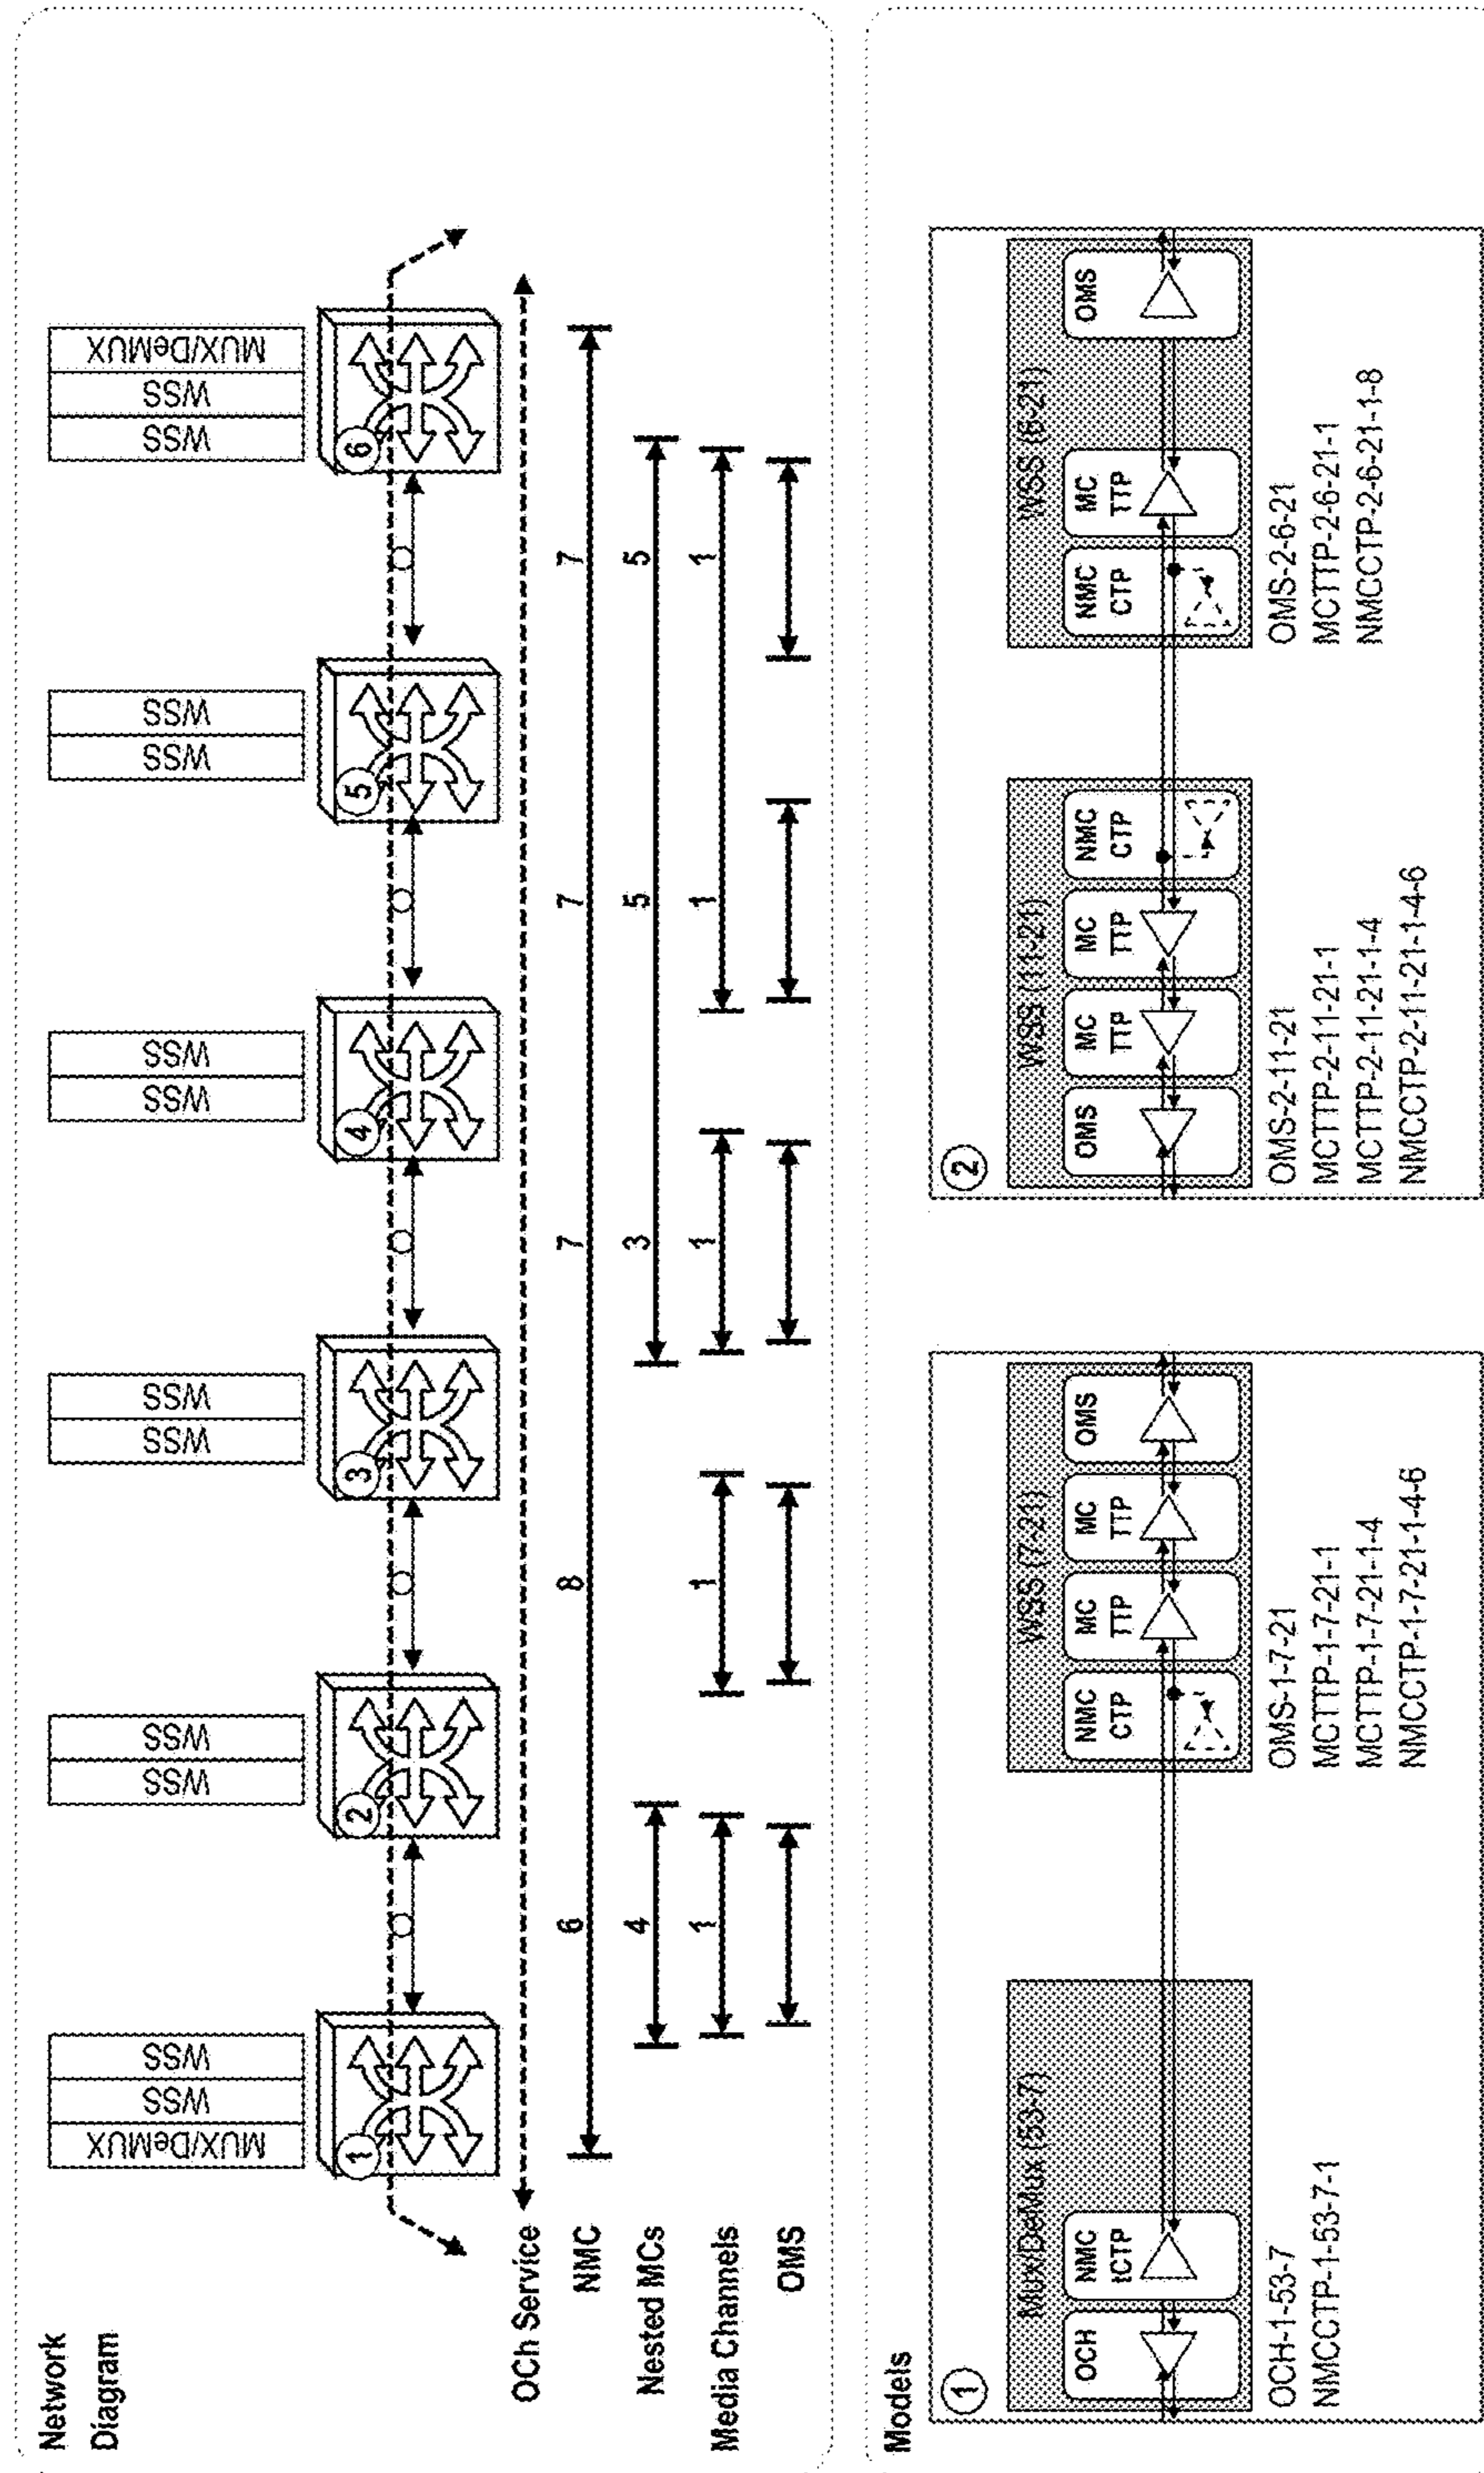 Network
Diagram
MUX/DeMUX
WSS
WSS
WSS
WSS
WSS
WSS
WSS
WSS
WSS
WSS
WSS
WSS
MUX/DeMUX
1
2
3
4
5
6
OCh Service
NMC
6
8
7
7
7
Nested MCs
4
3
5
5
Media Channels
1
1
1
1
1
OMS
Models
1
Mux/DeMux (53-7)
OCH
NMC
tCTP
OCH-1-53-7
NMCCTP-1-53-7-1
WSS (7-21)
NMC
CTP
MC
TTP
MC
TTP
OMS
OMS-1-7-21
MCTTP-1-7-21-1
MCTTP-1-7-21-1-4
NMCCTP-1-7-21-1-4-6
2
WSS (11-21)
OMS
MC
TTP
MC
TTP
NMC
CTP
OMS-2-11-21
MCTTP-2-11-21-1
MCTTP-2-11-21-1-4
NMCCTP-2-11-21-1-4-6
WSS (6-21)
NMC
CTP
MC
TTP
OMS
OMS-2-6-21
MCTTP-2-6-21-1
NMCCTP-2-6-21-1-8